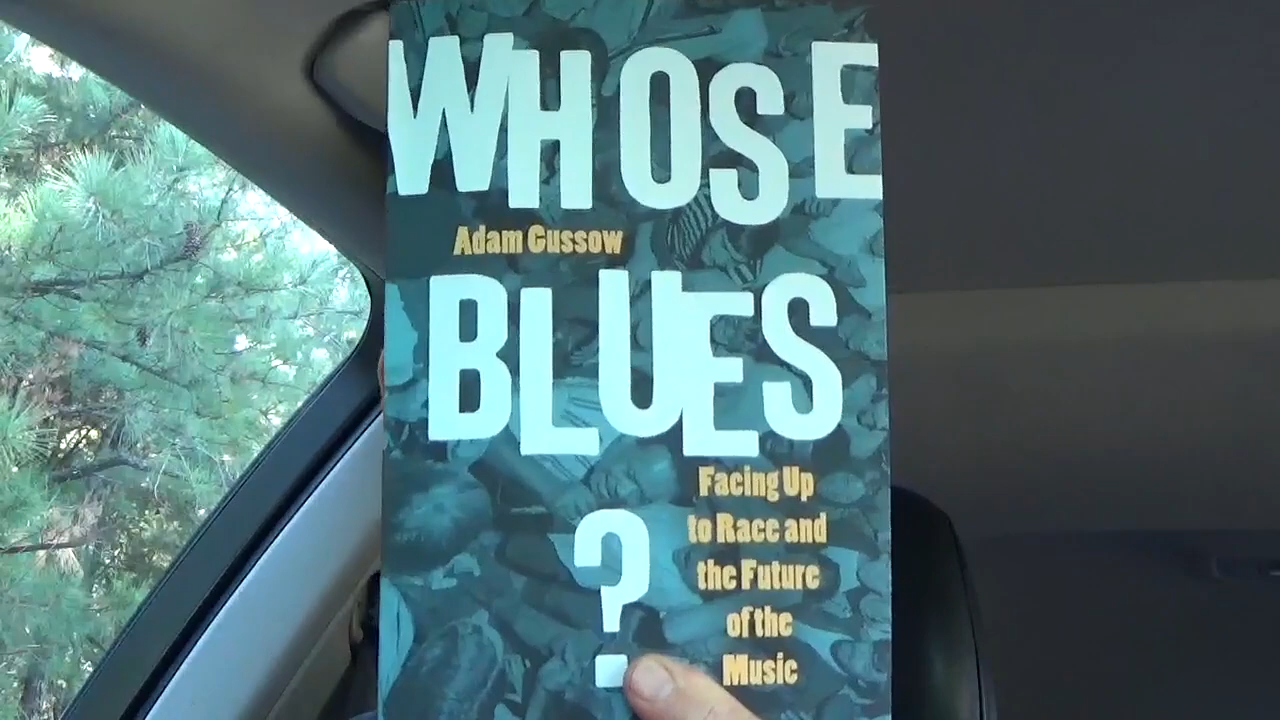 WHOSE
Adam Gussow
BLUES
?
Facing Up
to Race and
the Future
of the
Music